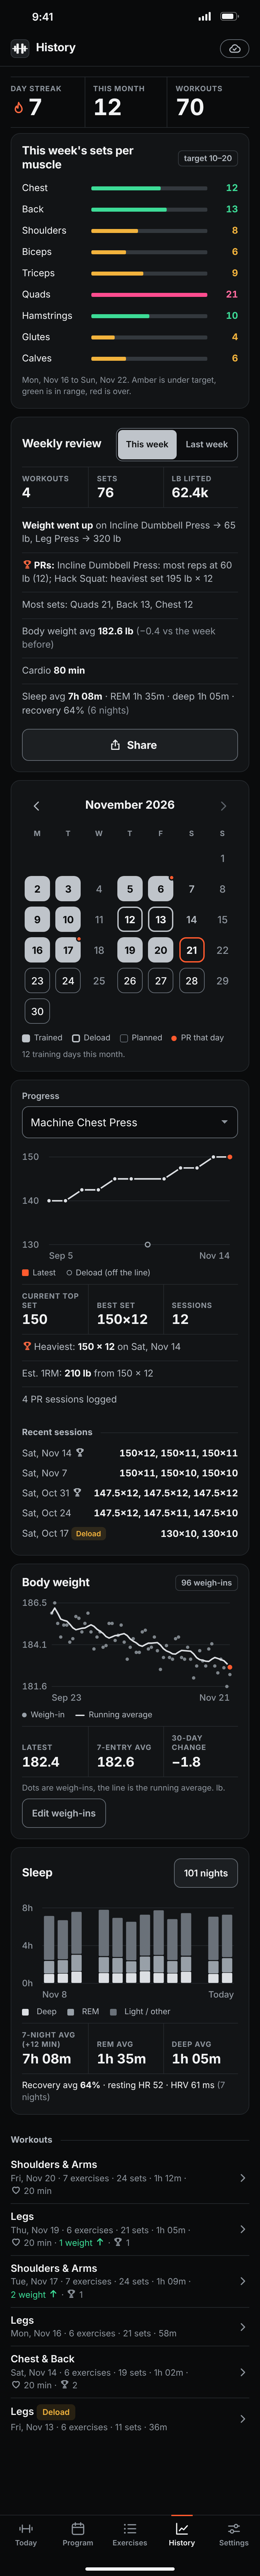 9:41
History
DAY STREAK
7
THIS MONTH
12
WORKOUTS
70
This week's sets per
muscle
target 10–20
Chest 12
Back 13
Shoulders 8
Biceps 6
Triceps 9
Quads 21
Hamstrings 10
Glutes 4
Calves 6
Mon, Nov 16 to Sun, Nov 22. Amber is under target,
green is in range, red is over.
Weekly review
This week
Last week
WORKOUTS
4
SETS
76
LB LIFTED
62.4k
Weight went up on Incline Dumbbell Press → 65
lb, Leg Press → 320 lb
PRs: Incline Dumbbell Press: most reps at 60
lb (12); Hack Squat: heaviest set 195 lb × 12
Most sets: Quads 21, Back 13, Chest 12
Body weight avg 182.6 lb (−0.4 vs the week
before)
Cardio 80 min
Sleep avg 7h 08m · REM 1h 35m · deep 1h 05m ·
recovery 64% (6 nights)
Share
November 2026
M T W T F S S
1
2 3 4 5 6 7 8
9 10 11 12 13 14 15
16 17 18 19 20 21 22
23 24 25 26 27 28 29
30
Trained Deload Planned PR that day
12 training days this month.
Progress
Machine Chest Press
150
140
130
Sep 5 Nov 14
Latest Deload (off the line)
CURRENT TOP
SET
150
BEST SET
150×12
SESSIONS
12
Heaviest: 150 × 12 on Sat, Nov 14
Est. 1RM: 210 lb from 150 × 12
4 PR sessions logged
Recent sessions
Sat, Nov 14 150×12, 150×11, 150×11
Sat, Nov 7 150×11, 150×10, 150×10
Sat, Oct 31 147.5×12, 147.5×12, 147.5×12
Sat, Oct 24 147.5×12, 147.5×11, 147.5×10
Sat, Oct 17 Deload 130×10, 130×10
Body weight
96 weigh-ins
186.5
184.1
181.6
Sep 23 Nov 21
Weigh-in Running average
LATEST
182.4
7-ENTRY AVG
182.6
30-DAY
CHANGE
−1.8
Dots are weigh-ins, the line is the running average. lb.
Edit weigh-ins
Sleep
101 nights
8h
4h
0h
Nov 8 Today
Deep REM Light / other
7-NIGHT AVG
(+12 MIN)
7h 08m
REM AVG
1h 35m
DEEP AVG
1h 05m
Recovery avg 64% · resting HR 52 · HRV 61 ms (7
nights)
Workouts
Shoulders & Arms
Fri, Nov 20 · 7 exercises · 24 sets · 1h 12m ·
20 min
Legs
Thu, Nov 19 · 6 exercises · 21 sets · 1h 05m ·
20 min · 1 weight ↑ · 1
Shoulders & Arms
Tue, Nov 17 · 7 exercises · 24 sets · 1h 09m ·
2 weight ↑ · 1
Legs
Mon, Nov 16 · 6 exercises · 21 sets · 58m
Chest & Back
Sat, Nov 14 · 6 exercises · 19 sets · 1h 02m ·
20 min · 2
Legs Deload
Fri, Nov 13 · 6 exercises · 11 sets · 36m
Today
Program
Exercises
History
Settings